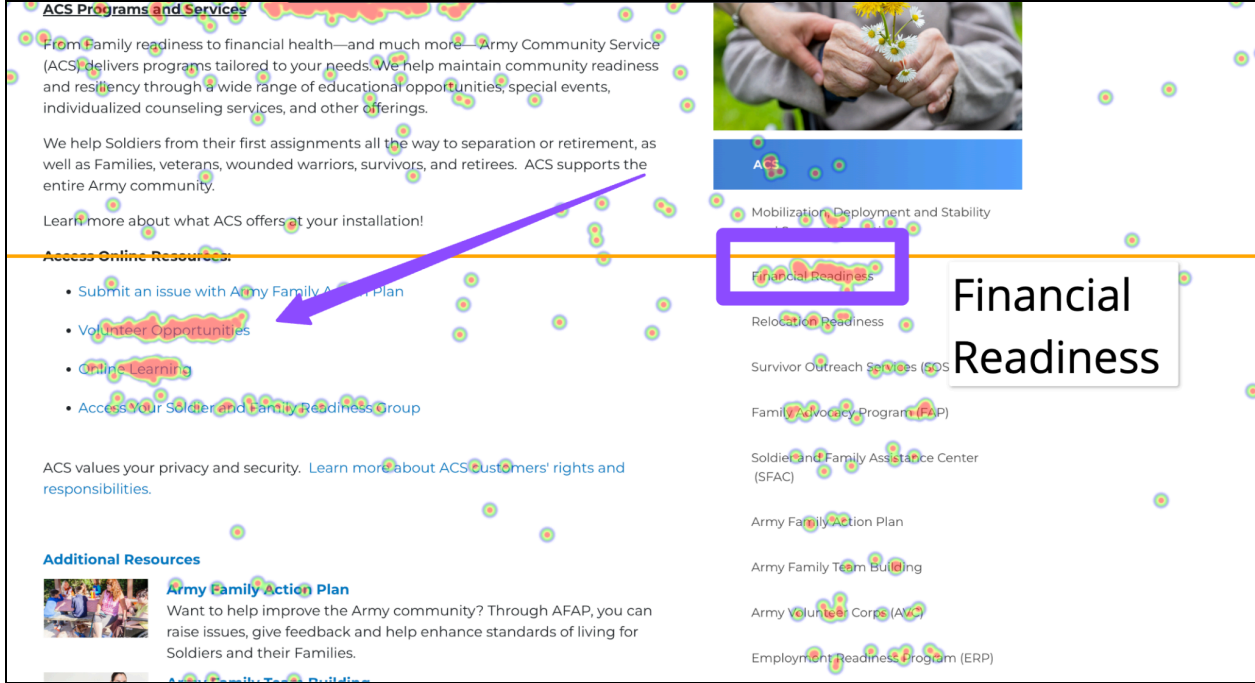 ACS Programs and Services
From Family readiness to financial health—and much more— Army Community Service
(ACS) delivers programs tailored to your needs. We help maintain community readiness
and resiliency through a wide range of educational opportunities, special events,
individualized counseling services, and other offerings.
We help Soldiers from their first assignments all the way to separation or retirement, as
well as Families, veterans, wounded warriors, survivors, and retirees.  ACS supports the
entire Army community.
Learn more about what ACS offers at your installation!
Access Online Resources:
Submit an issue with Army Family Action Plan
Volunteer Opportunities
Online Learning
Access Your Soldier and Family Readiness Group
ACS values your privacy and security.  Learn more about ACS customers' rights and
responsibilities.
Additional Resources
Army Family Action Plan
Want to help improve the Army community? Through AFAP, you can
raise issues, give feedback and help enhance standards of living for
Soldiers and their Families.
Army Family Team Building
ACS
Mobilization, Deployment and Stability
Financial Readiness
Relocation Readiness
Survivor Outreach Services (SOS
Family Advocacy Program (FAP)
Soldier and Family Assistance Center
(SFAC)
Army Family Action Plan
Army Family Team Building
Army Volunteer Corps (AVC)
Employment Readiness Program (ERP)
Financial
Readiness